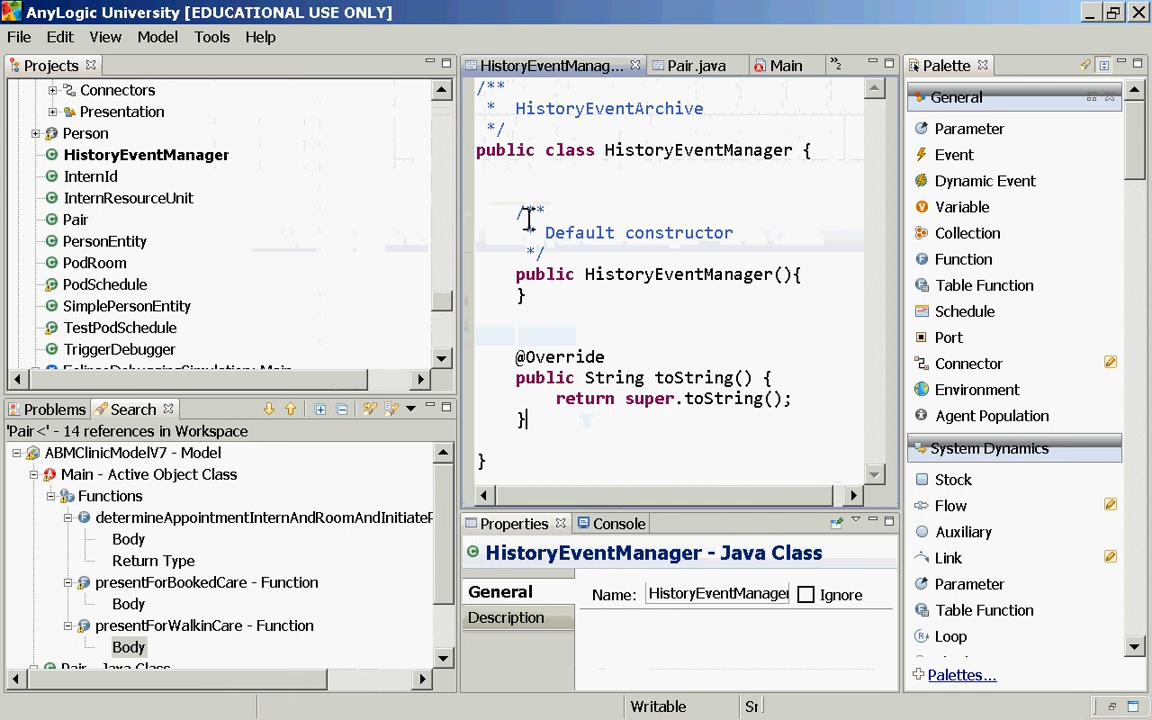 AnyLogic University [EDUCATIONAL USE ONLY]
File Edit View Model Tools Help
Projects
Connectors
Presentation
Person
HistoryEventManager
InternId
InternResourceUnit
Pair
PersonEntity
PodRoom
PodSchedule
SimplePersonEntity
TestPodSchedule
TriggerDebugger
Problems Search
'Pair<' - 14 references in Workspace
ABMClinicModelV7 - Model
Main - Active Object Class
Functions
determineAppointmentInternAndRoomAndInitiateF
Body
Return Type
presentForBookedCare - Function
Body
presentForWalkinCare - Function
Body
Pair - Java Class
HistoryEventManag... Pair.java Main »2
/**
* HistoryEventArchive
*/
public class HistoryEventManager {
/**
* Default constructor
*/
public HistoryEventManager(){
}
@Override
public String toString() {
return super.toString();
}
}
Properties Console
HistoryEventManager - Java Class
General
Description
Name: HistoryEventManager Ignore
Palette
General
Parameter
Event
Dynamic Event
Variable
Collection
Function
Table Function
Schedule
Port
Connector
Environment
Agent Population
System Dynamics
Stock
Flow
Auxiliary
Link
Parameter
Table Function
Loop
Palettes...
Writable